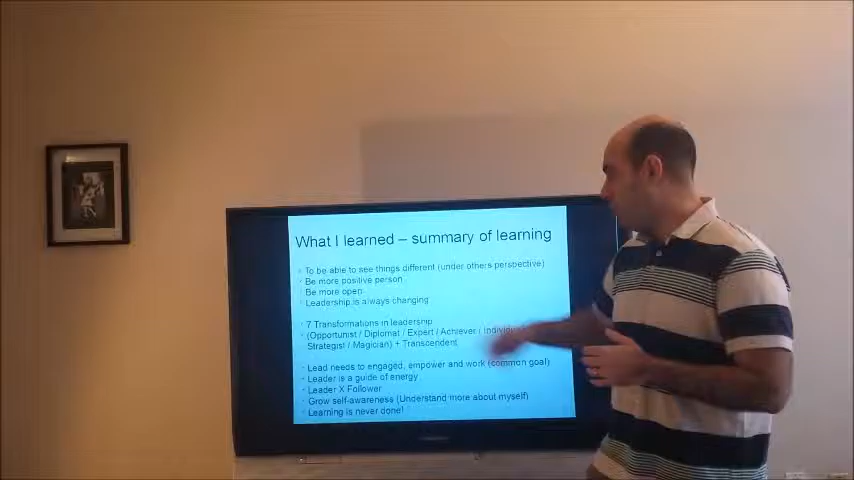 What I learned – summary of learning
To be able to see things different (under others perspective)
Be more positive person
Be more open
Leadership is always changing
7 Transformations in leadership
(Opportunist / Diplomat / Expert / Achiever /
Strategist / Magician) + Transcendent
Lead needs to engaged, empower and work (common goal)
Leader is a guide of energy
Leader X Follower
Grow self-awareness (Understand more about myself)
Learning is never done!